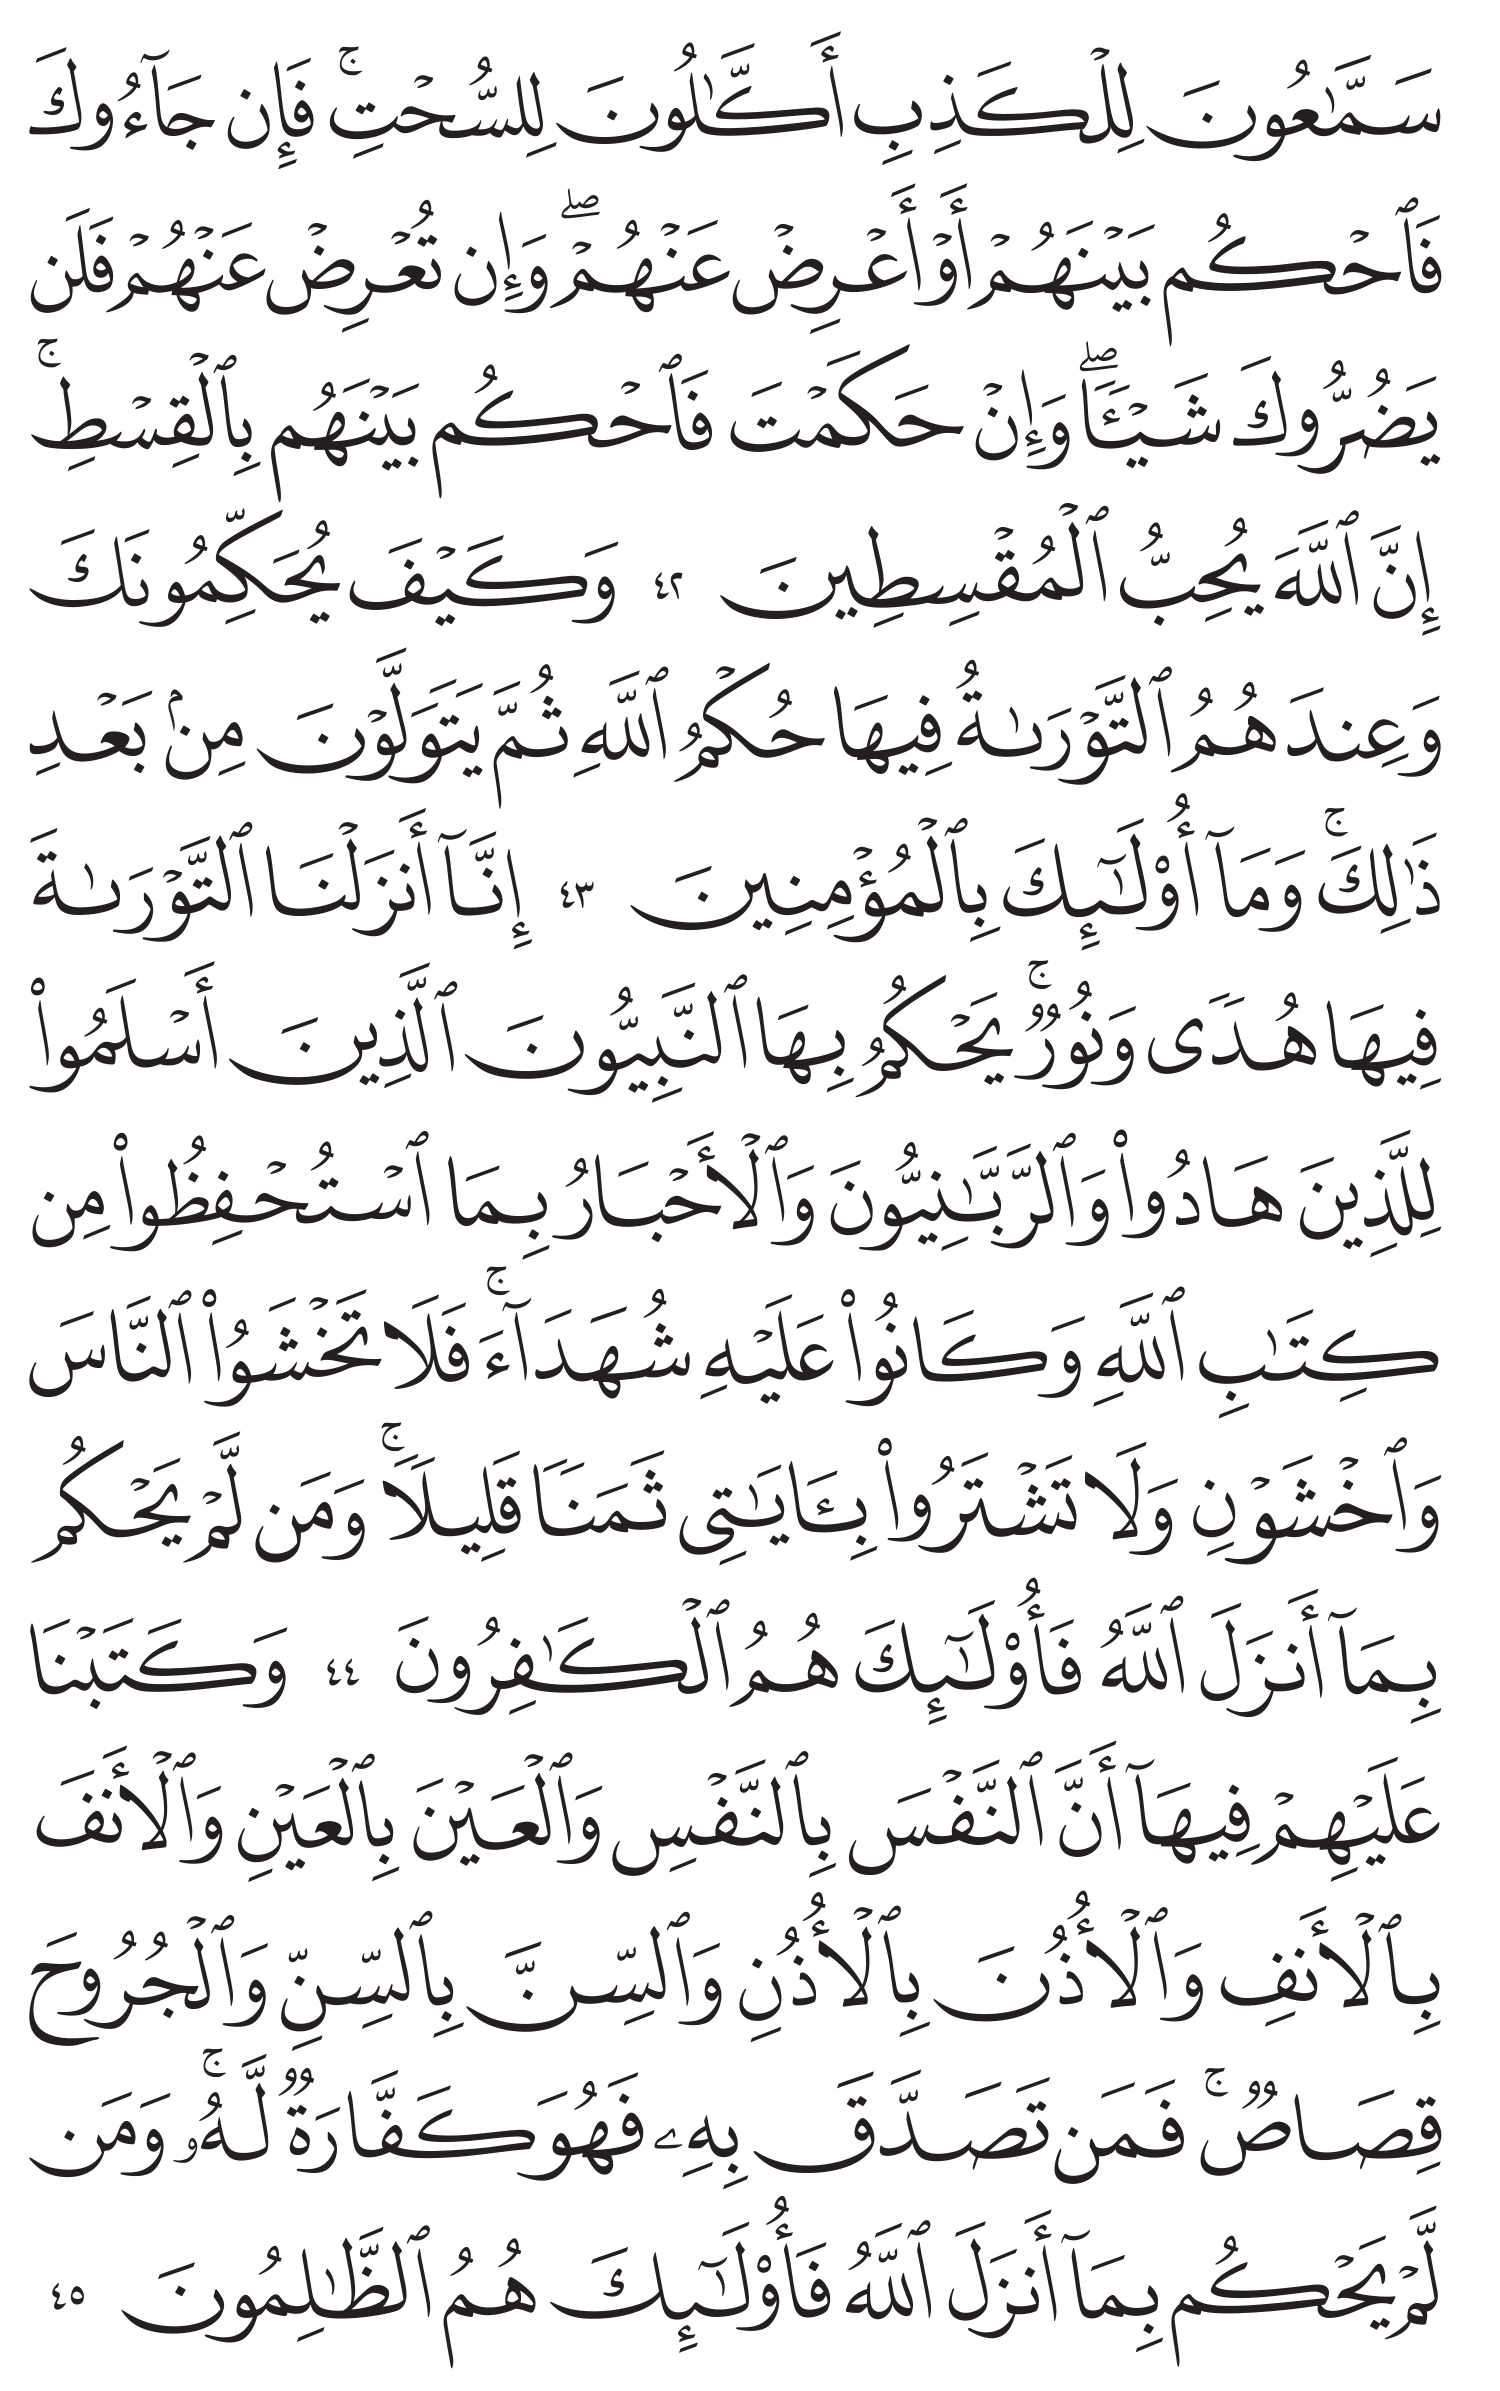 سَمَّٰعُونَ لِلۡكَذِبِ أَكَّٰلُونَ لِلسُّحۡتِۚ فَإِن جَآءُوكَ
فَٱحۡكُم بَيۡنَهُمۡ أَوۡ أَعۡرِضۡ عَنۡهُمۡۖ وَإِن تُعۡرِضۡ عَنۡهُمۡ فَلَن
يَضُرُّوكَ شَيۡـٔٗاۖ وَإِنۡ حَكَمۡتَ فَٱحۡكُم بَيۡنَهُم بِٱلۡقِسۡطِۚ
إِنَّ ٱللَّهَ يُحِبُّ ٱلۡمُقۡسِطِينَ ٤٢ وَكَيۡفَ يُحَكِّمُونَكَ
وَعِندَهُمُ ٱلتَّوۡرَىٰةُ فِيهَا حُكۡمُ ٱللَّهِ ثُمَّ يَتَوَلَّوۡنَ مِنۢ بَعۡدِ
ذَٰلِكَۚ وَمَآ أُوْلَٰٓئِكَ بِٱلۡمُؤۡمِنِينَ ٤٣ إِنَّآ أَنزَلۡنَا ٱلتَّوۡرَىٰةَ
فِيهَا هُدٗى وَنُورٞۚ يَحۡكُمُ بِهَا ٱلنَّبِيُّونَ ٱلَّذِينَ أَسۡلَمُواْ
لِلَّذِينَ هَادُواْ وَٱلرَّبَّٰنِيُّونَ وَٱلۡأَحۡبَارُ بِمَا ٱسۡتُحۡفِظُواْ مِن
كِتَٰبِ ٱللَّهِ وَكَانُواْ عَلَيۡهِ شُهَدَآءَۚ فَلَا تَخۡشَوُاْ ٱلنَّاسَ
وَٱخۡشَوۡنِ وَلَا تَشۡتَرُواْ بِـَٔايَٰتِي ثَمَنٗا قَلِيلٗاۚ وَمَن لَّمۡ يَحۡكُم
بِمَآ أَنزَلَ ٱللَّهُ فَأُوْلَٰٓئِكَ هُمُ ٱلۡكَٰفِرُونَ ٤٤ وَكَتَبۡنَا
عَلَيۡهِمۡ فِيهَآ أَنَّ ٱلنَّفۡسَ بِٱلنَّفۡسِ وَٱلۡعَيۡنَ بِٱلۡعَيۡنِ وَٱلۡأَنفَ
بِٱلۡأَنفِ وَٱلۡأُذُنَ بِٱلۡأُذُنِ وَٱلسِّنَّ بِٱلسِّنِّ وَٱلۡجُرُوحَ
قِصَاصٞۚ فَمَن تَصَدَّقَ بِهِۦ فَهُوَ كَفَّارَةٞ لَّهُۥۚ وَمَن
لَّمۡ يَحۡكُم بِمَآ أَنزَلَ ٱللَّهُ فَأُوْلَٰٓئِكَ هُمُ ٱلظَّٰلِمُونَ ٤٥